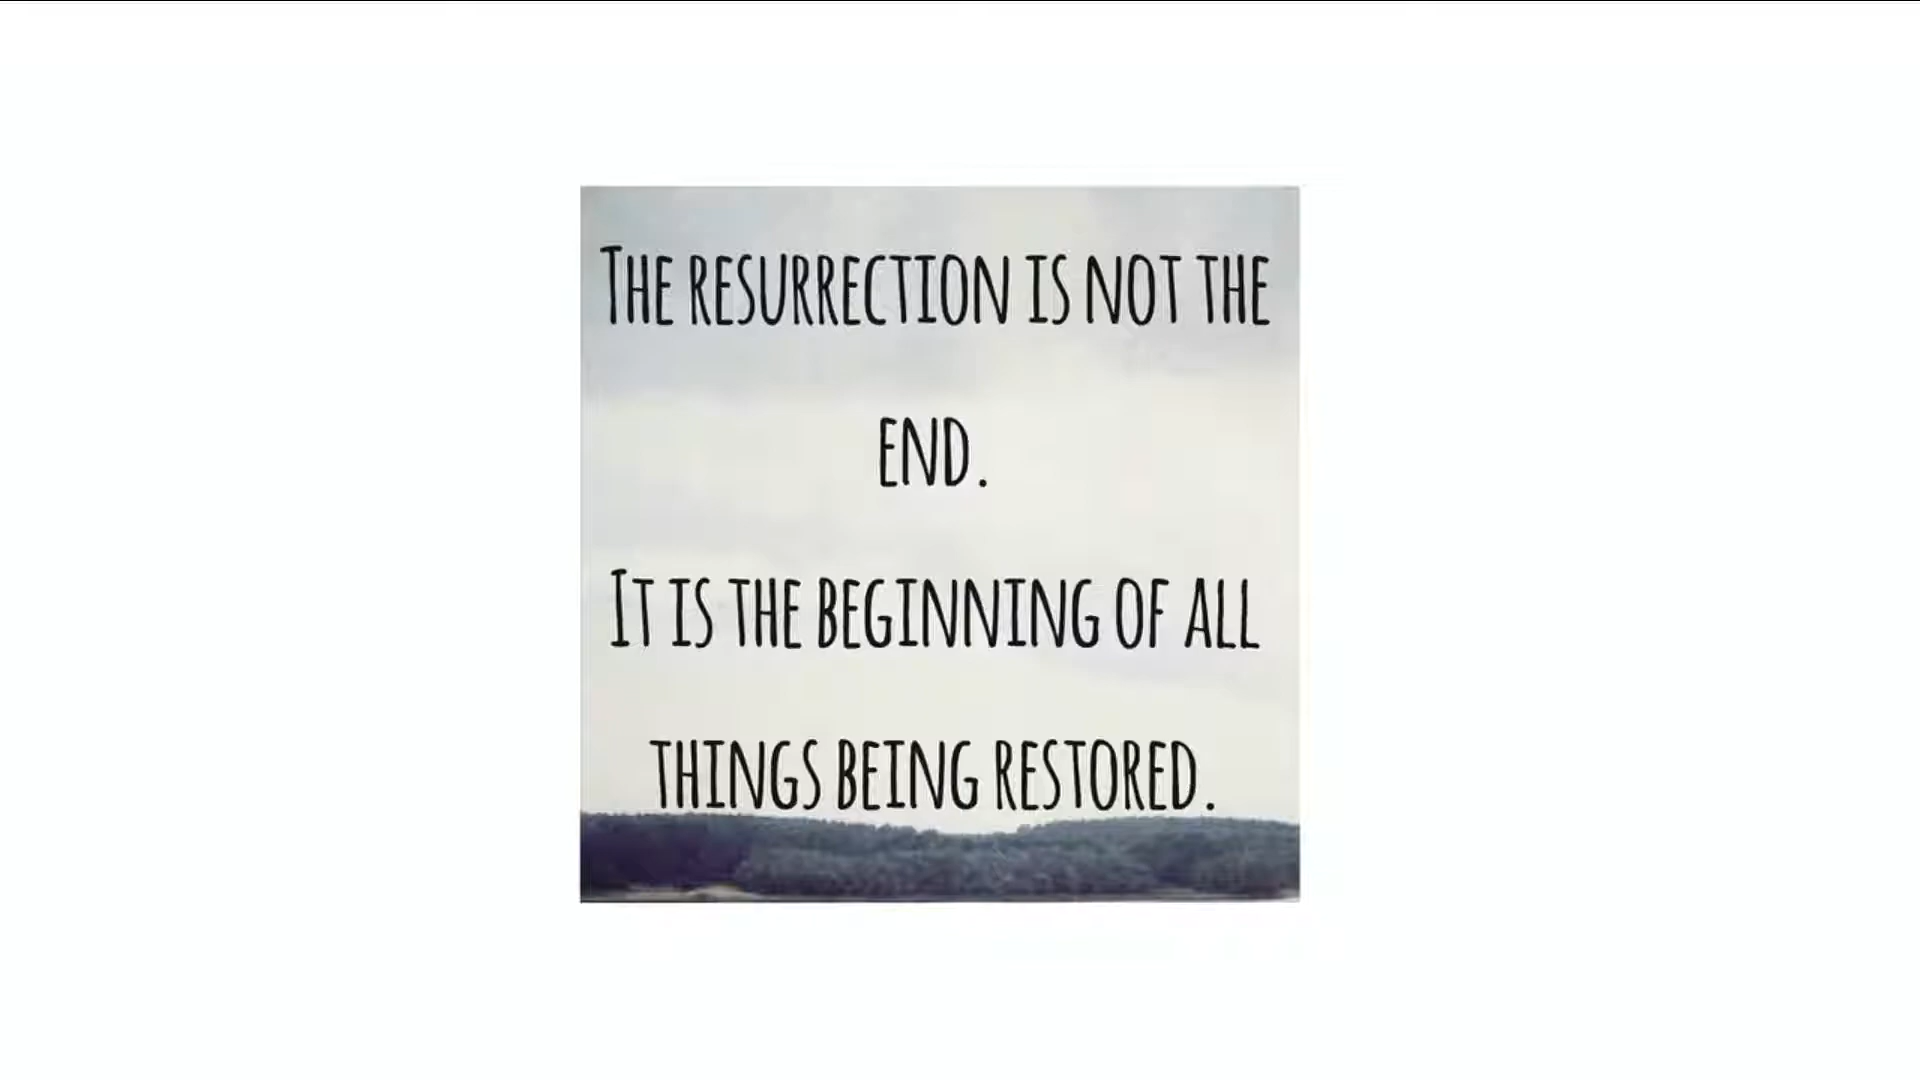 The resurrection is not the
end.
It is the beginning of all
things being restored.